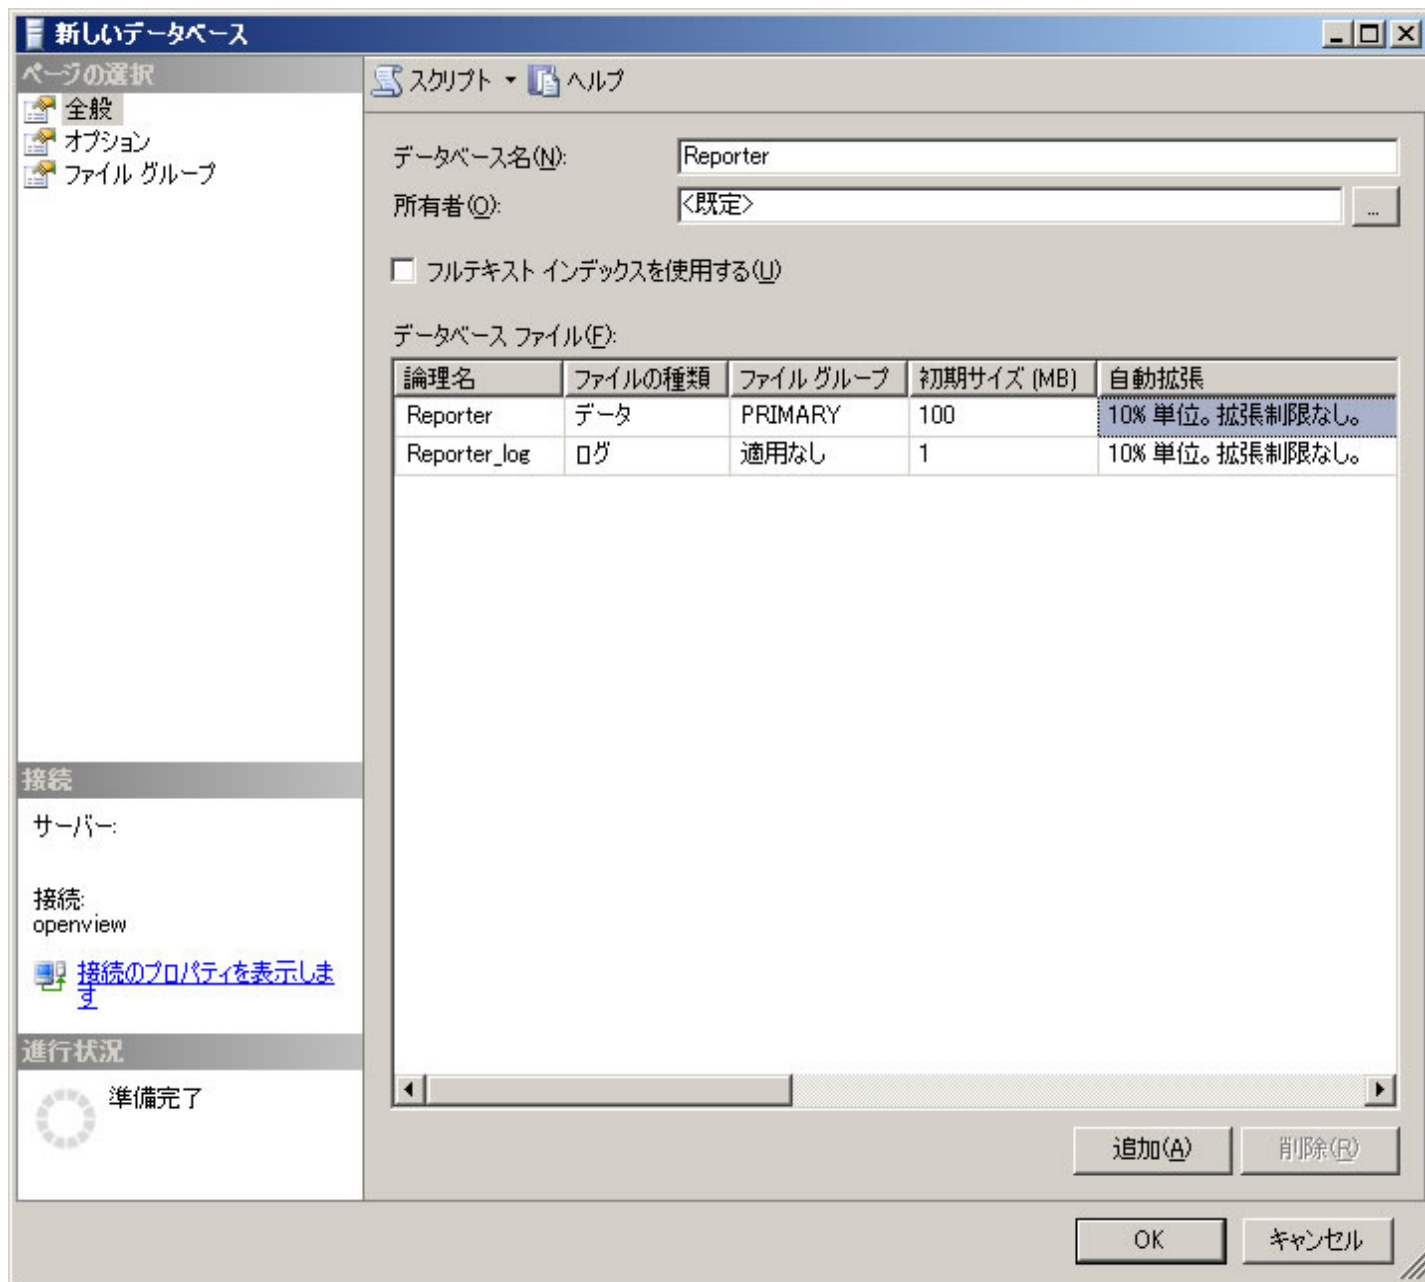 新しいデータベース
ページの選択
全般
オプション
ファイル グループ
スクリプト ヘルプ
データベース名(N): Reporter
所有者(O): <既定> ...
フルテキスト インデックスを使用する(U)
データベース ファイル(F):
論理名 ファイルの種類 ファイル グループ 初期サイズ (MB) 自動拡張
Reporter データ PRIMARY 100 10% 単位。拡張制限なし。
Reporter_log ログ 適用なし 1 10% 単位。拡張制限なし。
接続
サーバー:
接続:
openview
接続のプロパティを表示しま
す
進行状況
準備完了
追加(A) 削除(R)
OK キャンセル